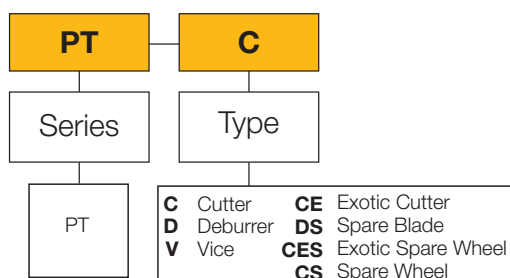 PT C
Series Type
PT
C Cutter CE Exotic Cutter
D Deburrer DS Spare Blade
V Vice CES Exotic Spare Wheel
CS Spare Wheel